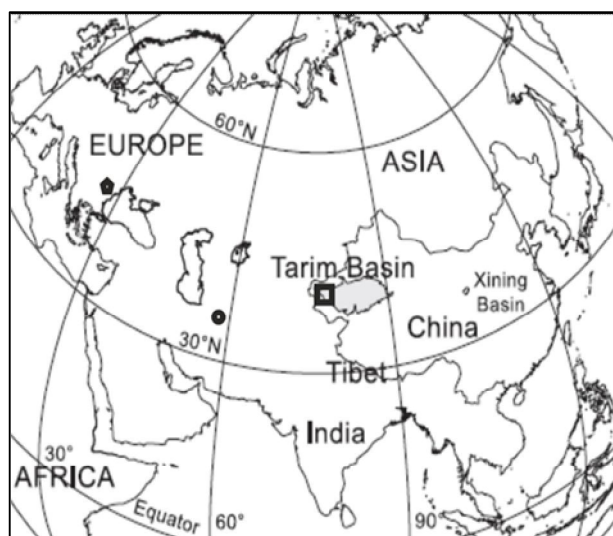 60°N
EUROPE
ASIA
Tarim Basin
Xining
Basin
China
30°N
Tibet
India
30°
AFRICA
Equator
60°
90°